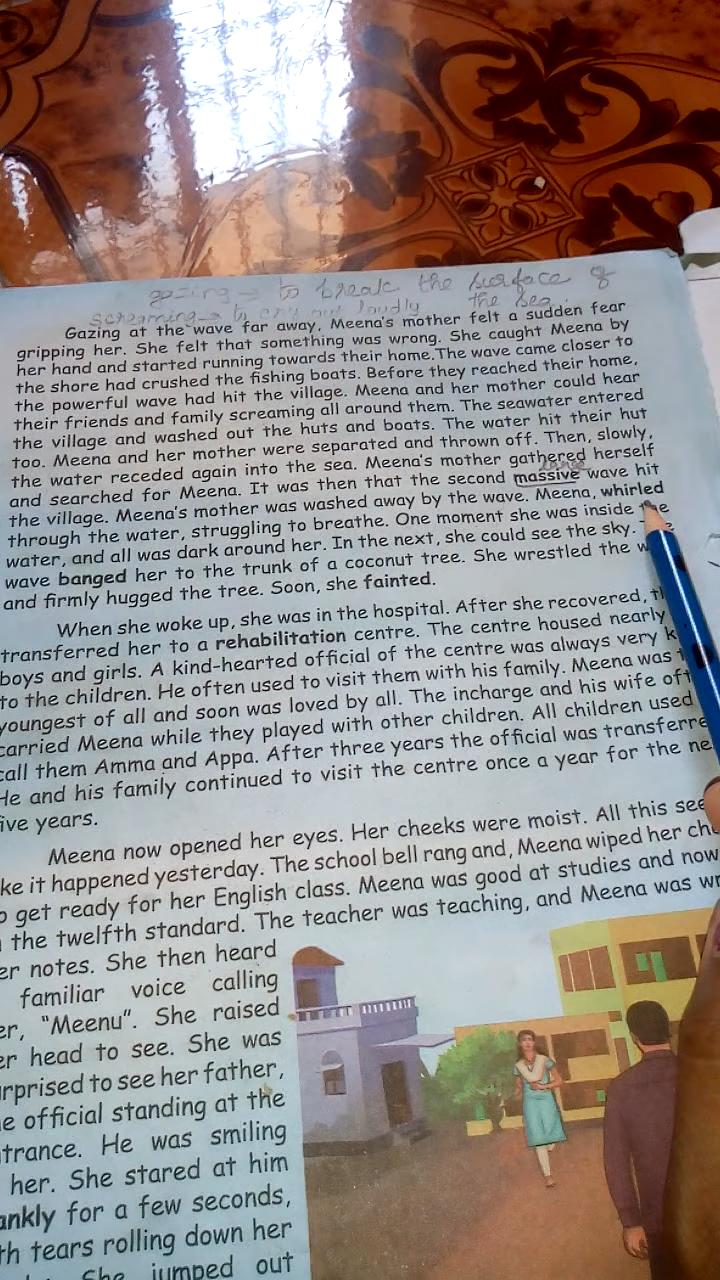 gazing → to break the surface of
the sea.
screaming → to cry out loudly
Gazing at the wave far away, Meena's mother felt a sudden fear
gripping her. She felt that something was wrong. She caught Meena by
her hand and started running towards their home.The wave came closer to
the shore had crushed the fishing boats. Before they reached their home,
the powerful wave had hit the village. Meena and her mother could hear
their friends and family screaming all around them. The seawater entered
the village and washed out the huts and boats. The water hit their hut
too. Meena and her mother were separated and thrown off. Then, slowly,
the water receded again into the sea. Meena's mother gathered herself
and searched for Meena. It was then that the second massive wave hit
the village. Meena's mother was washed away by the wave. Meena, whirled
through the water, struggling to breathe. One moment she was inside
water, and all was dark around her. In the next, she could see the sky.
wave banged her to the trunk of a coconut tree. She wrestled the
and firmly hugged the tree. Soon, she fainted.
When she woke up, she was in the hospital. After she recovered,
transferred her to a rehabilitation centre. The centre housed nearly
boys and girls. A kind-hearted official of the centre was always very
to the children. He often used to visit them with his family. Meena was
youngest of all and soon was loved by all. The incharge and his wife
carried Meena while they played with other children. All children used
call them Amma and Appa. After three years the official was
He and his family continued to visit the centre once a year for the
years.
Meena now opened her eyes. Her cheeks were moist. All this
it happened yesterday. The school bell rang and, Meena wiped her
get ready for her English class. Meena was good at studies and now
the twelfth standard. The teacher was teaching, and Meena was
notes. She then heard
familiar voice calling
"Meenu". She raised
head to see. She was
to see her father,
official standing at the
He was smiling
her. She stared at him
for a few seconds,
tears rolling down her
She jumped out